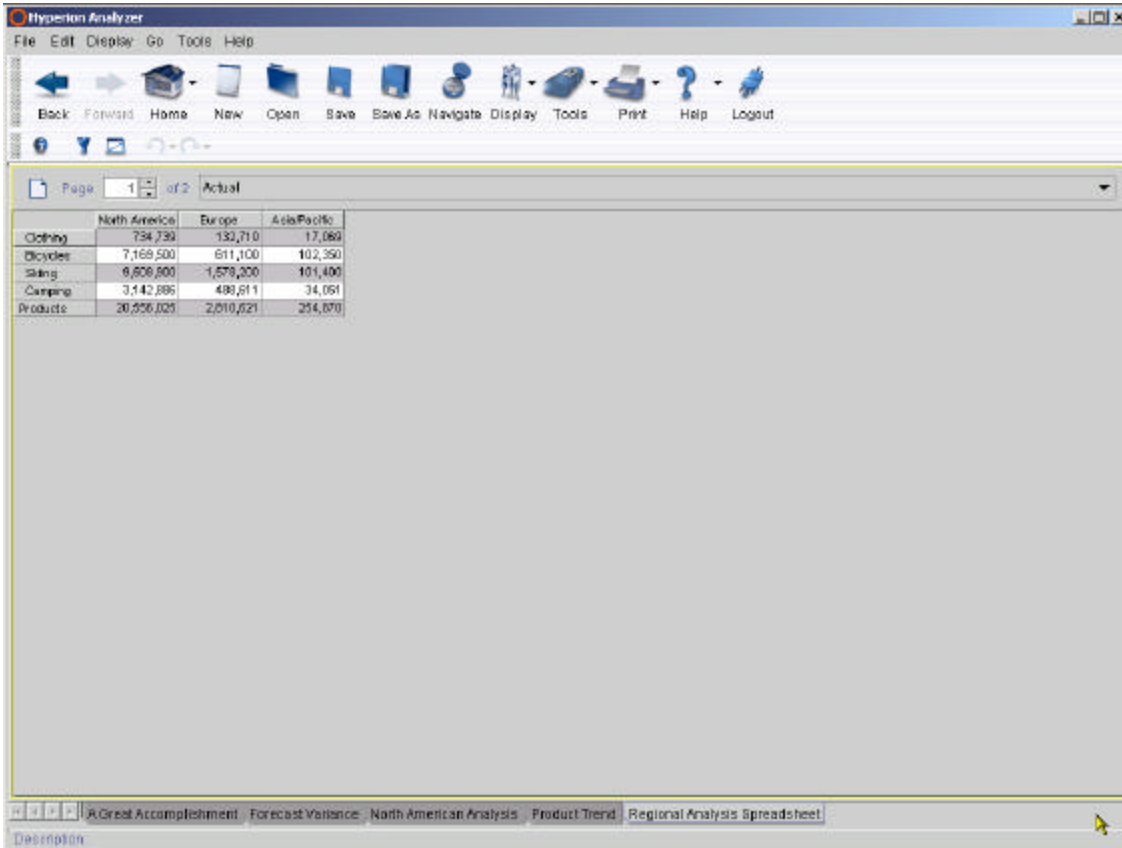 Hyperion Analyzer
File Edit Display Go Tools Help
Back Forward Home New Open Save Save As Navigate Display Tools Print Help Logout
Page 1 of 2 Actual
North America Europe Asia/Pacific
Clothing 734,739 132,710 17,069
Bicycles 7,169,500 611,100 102,350
Skiing 1,578,200 101,400
Camping 3,142,886 488,611 34,051
Products 2,810,621 254,870
A Great Accomplishment Forecast Variance North American Analysis Product Trend Regional Analysis Spreadsheet
Description: